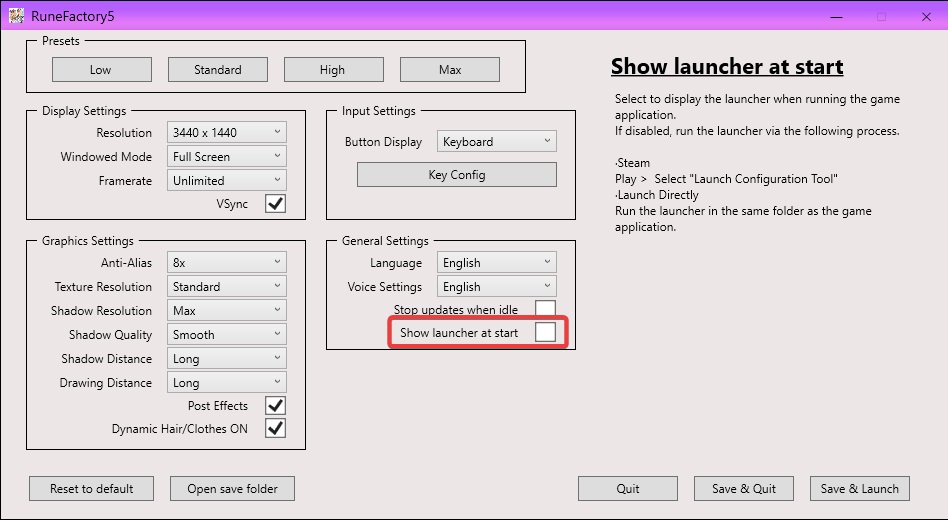 RuneFactory5
Presets
Low Standard High Max
Show launcher at start
Select to display the launcher when running the game
application.
If disabled, run the launcher via the following process.
·Steam
Play > Select "Launch Configuration Tool"
·Launch Directly
Run the launcher in the same folder as the game
application.
Display Settings
Resolution 3440 x 1440
Windowed Mode Full Screen
Framerate Unlimited
VSync
Input Settings
Button Display Keyboard
Key Config
Graphics Settings
Anti-Alias 8x
Texture Resolution Standard
Shadow Resolution Max
Shadow Quality Smooth
Shadow Distance Long
Drawing Distance Long
Post Effects
Dynamic Hair/Clothes ON
General Settings
Language English
Voice Settings English
Stop updates when idle
Show launcher at start
Reset to default Open save folder Quit Save & Quit Save & Launch